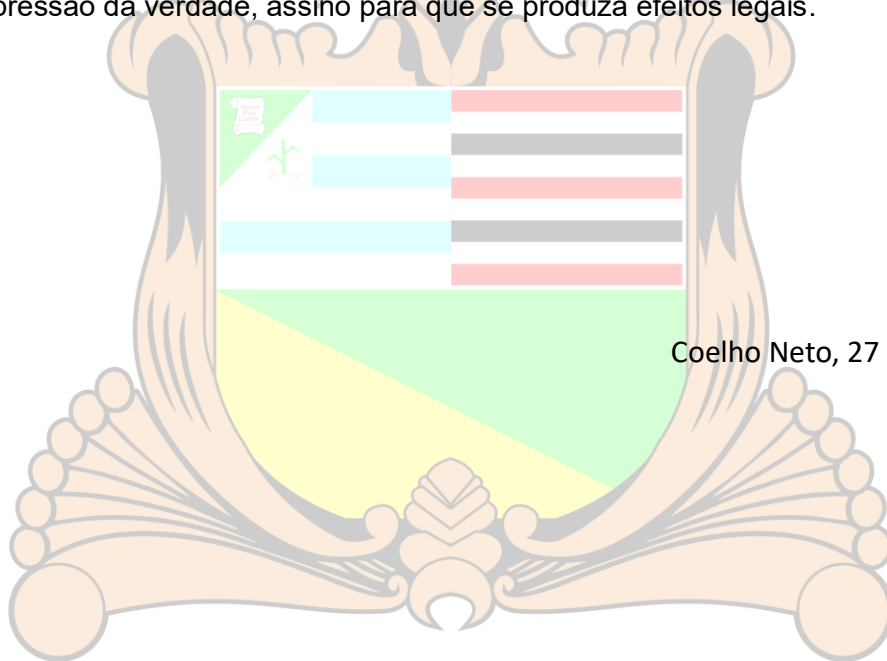 pressão da verdade, assino para que se produza efeitos legais.
Coelho Neto, 27